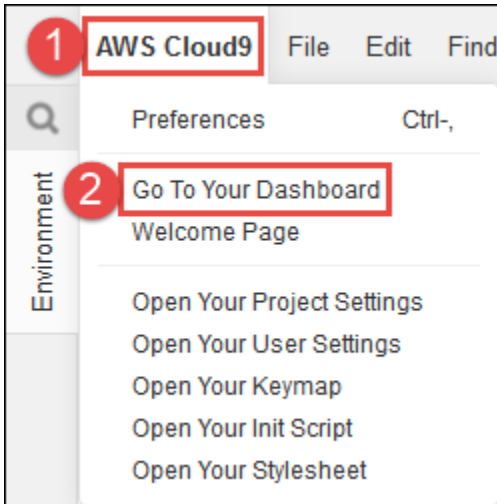 1 AWS Cloud9 File Edit Find
Preferences Ctrl-,
Environment
2 Go To Your Dashboard
Welcome Page
Open Your Project Settings
Open Your User Settings
Open Your Keymap
Open Your Init Script
Open Your Stylesheet